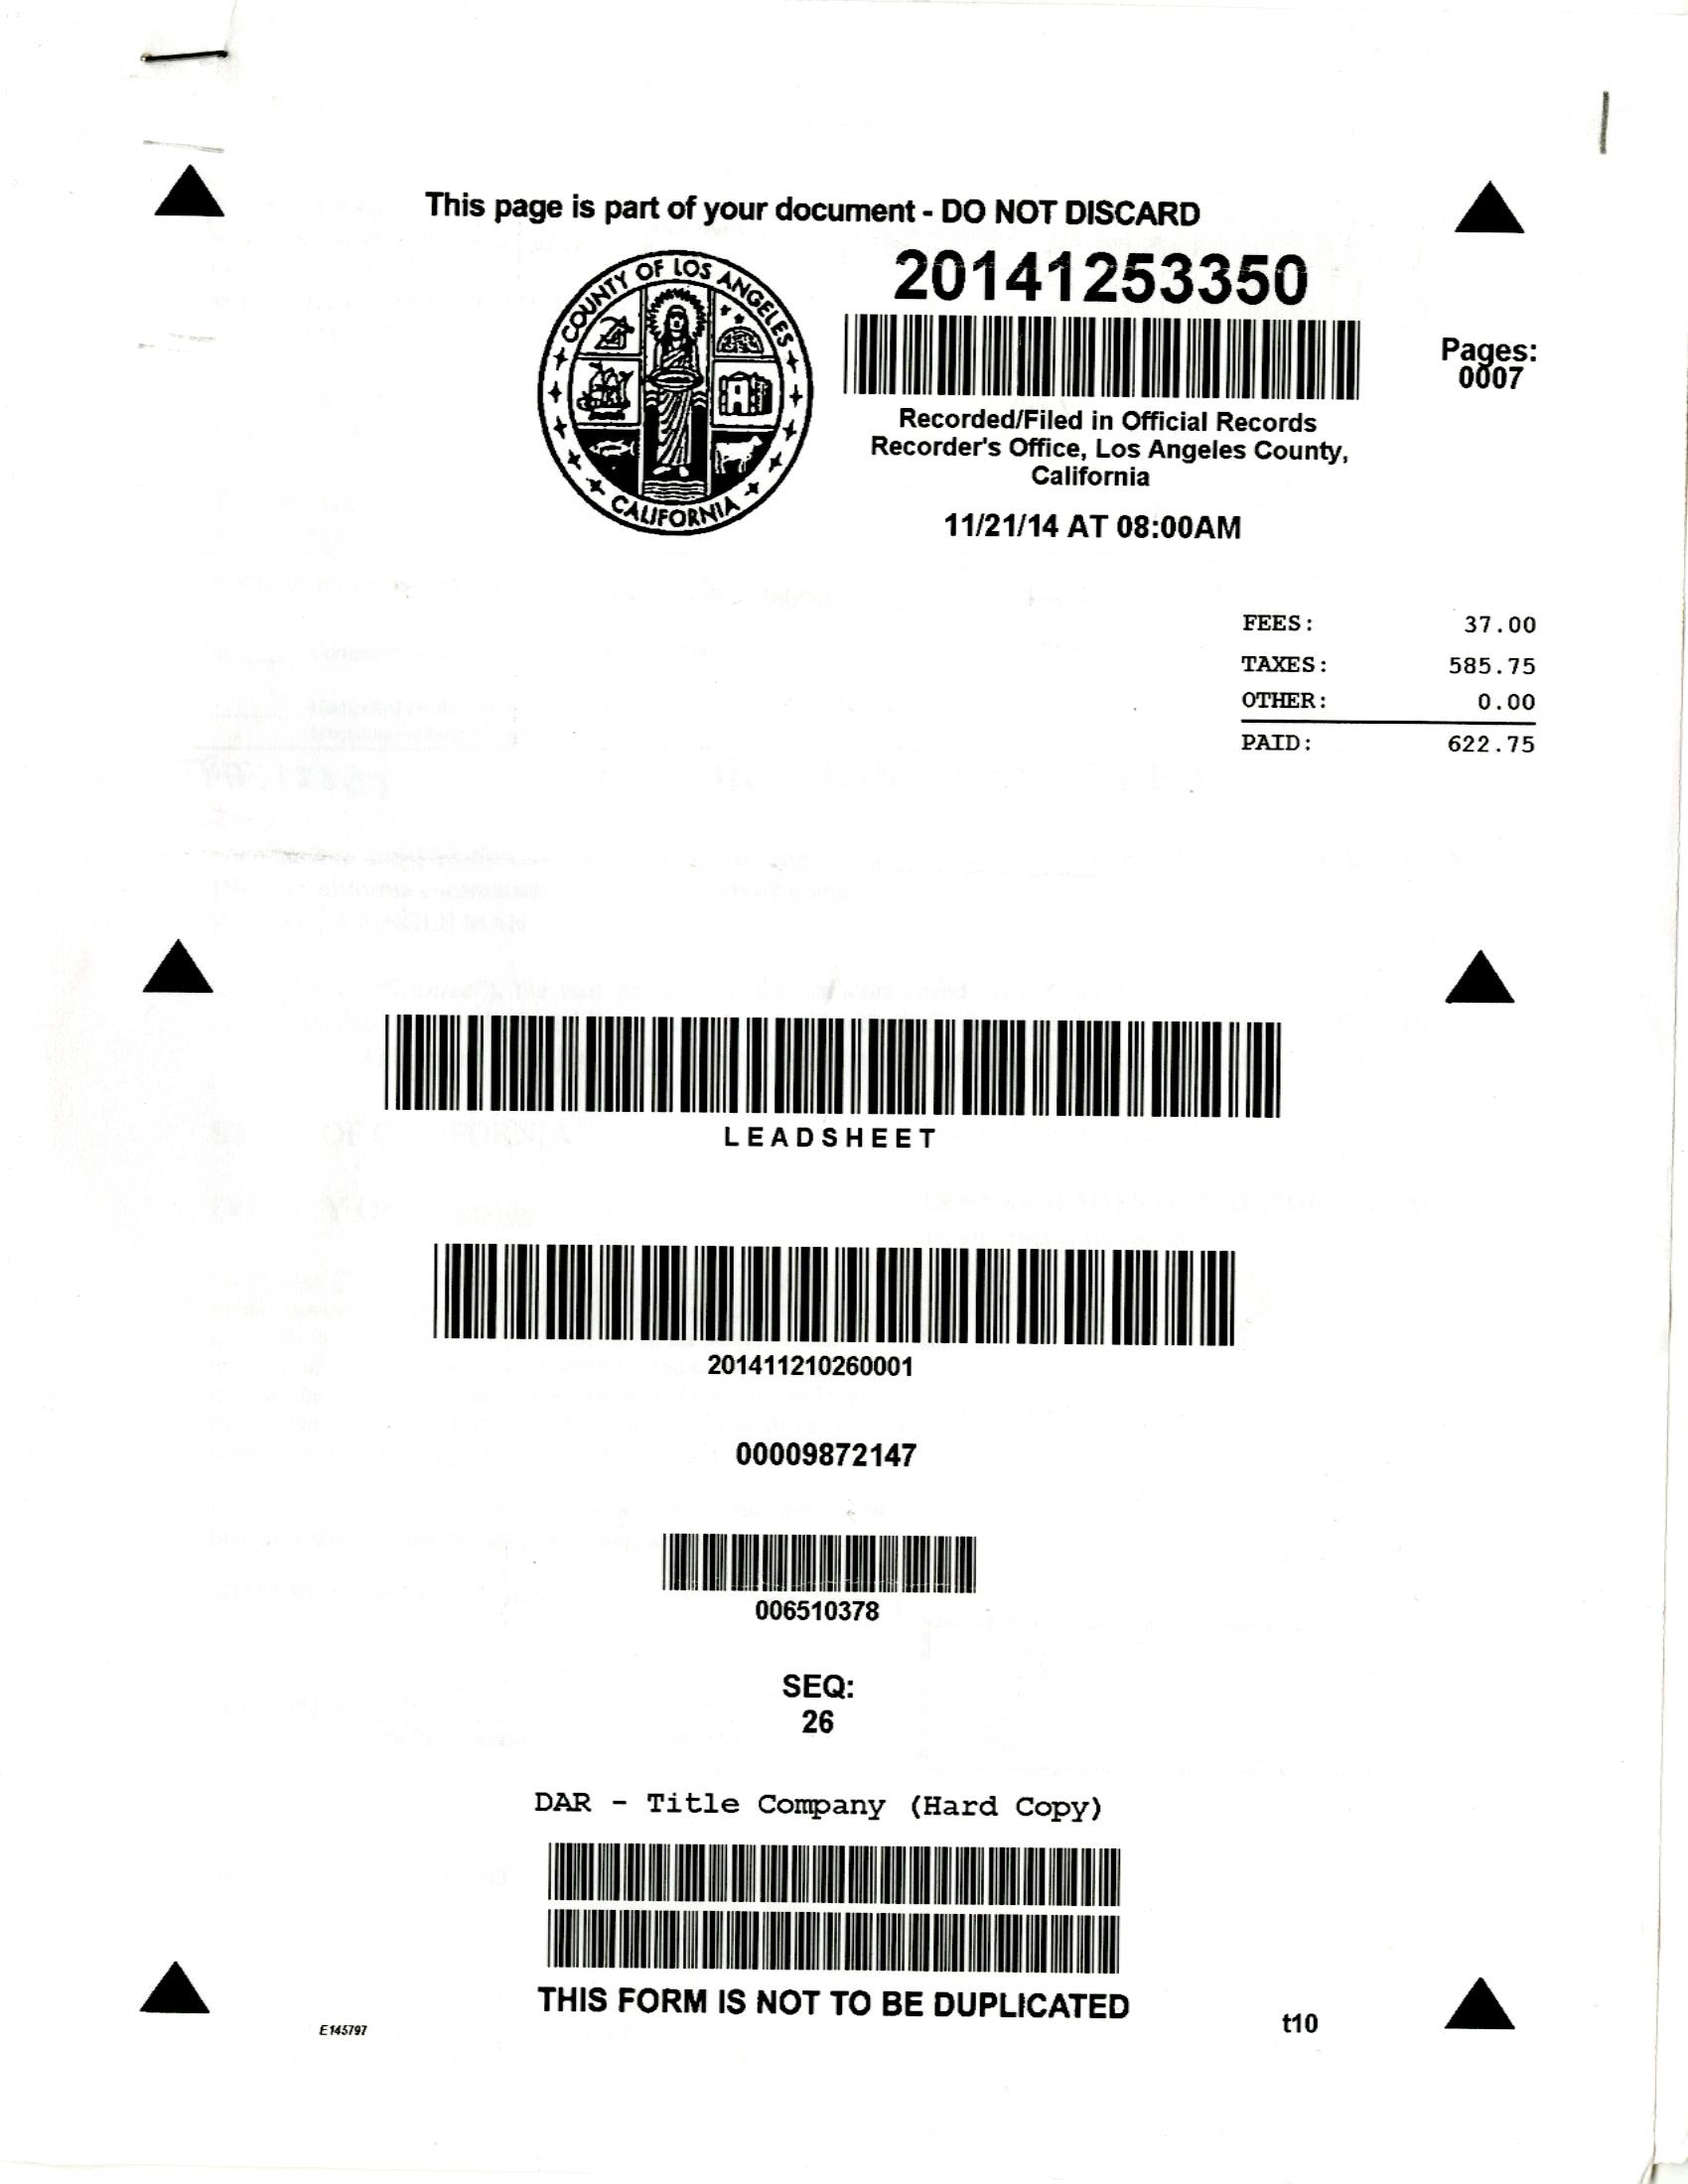 This page is part of your document - DO NOT DISCARD
COUNTY OF LOS ANGELES
CALIFORNIA
20141253350
Pages:
0007
Recorded/Filed in Official Records
Recorder's Office, Los Angeles County,
California
11/21/14 AT 08:00AM
FEES: 37.00
TAXES: 585.75
OTHER: 0.00
PAID: 622.75
LEADSHEET
201411210260001
00009872147
006510378
SEQ:
26
DAR - Title Company (Hard Copy)
THIS FORM IS NOT TO BE DUPLICATED
E145797
t10